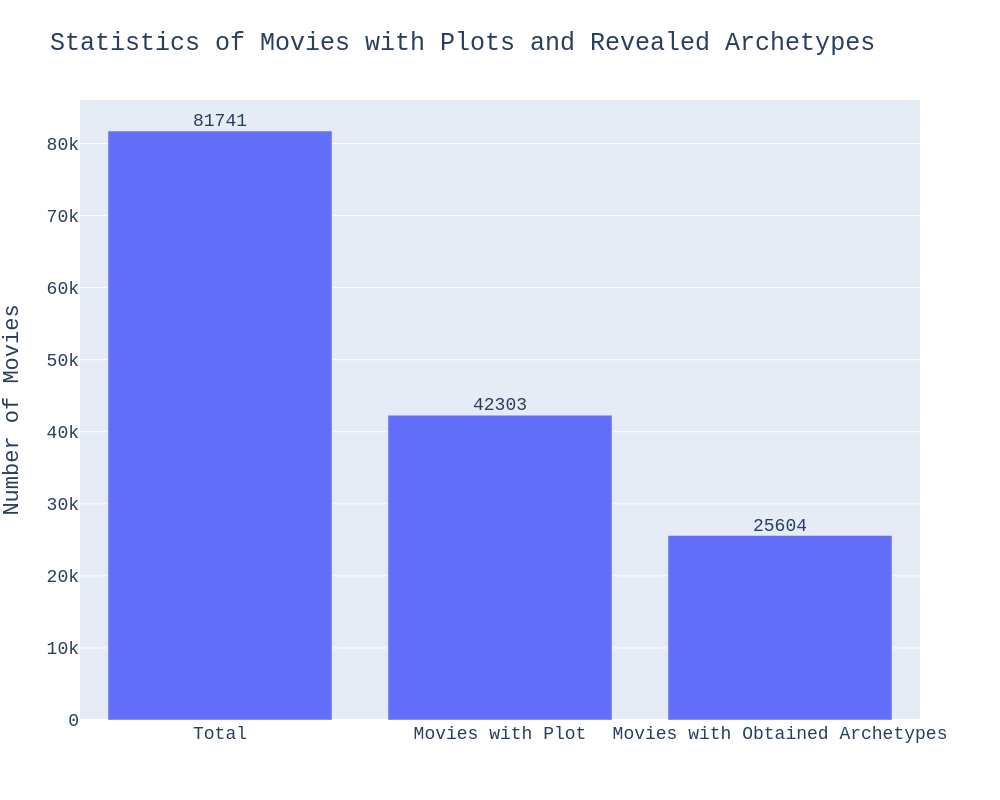 Statistics of Movies with Plots and Revealed Archetypes
Number of Movies
80k
70k
60k
50k
40k
30k
20k
10k
0
81741
42303
25604
Total
Movies with Plot
Movies with Obtained Archetypes